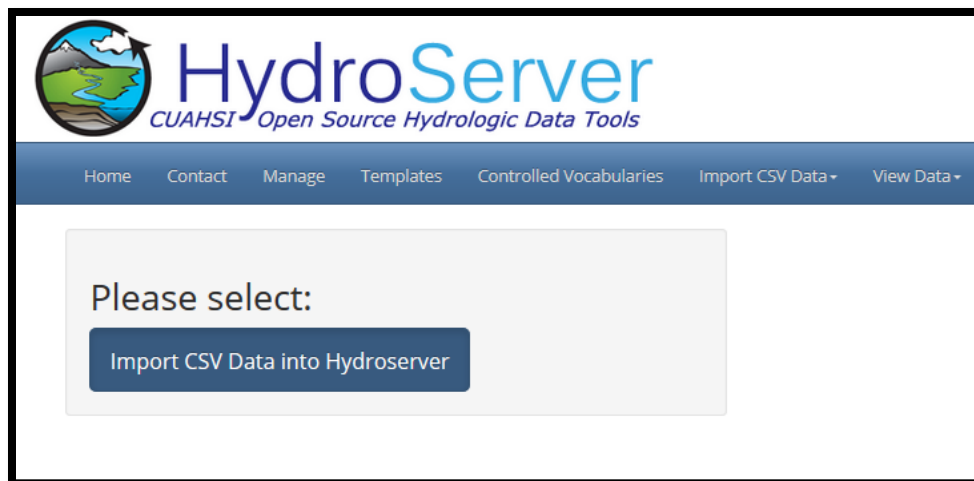 HydroServer
CUAHSI Open Source Hydrologic Data Tools
Home Contact Manage Templates Controlled Vocabularies Import CSV Data View Data
Please select:
Import CSV Data into Hydroserver